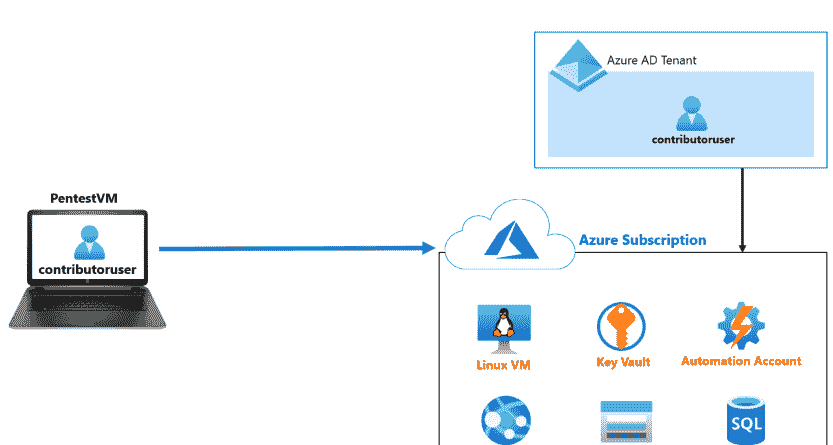 Azure AD Tenant
contributoruser
PentestVM
contributoruser
Azure Subscription
Linux VM
Key Vault
Automation Account
SQL